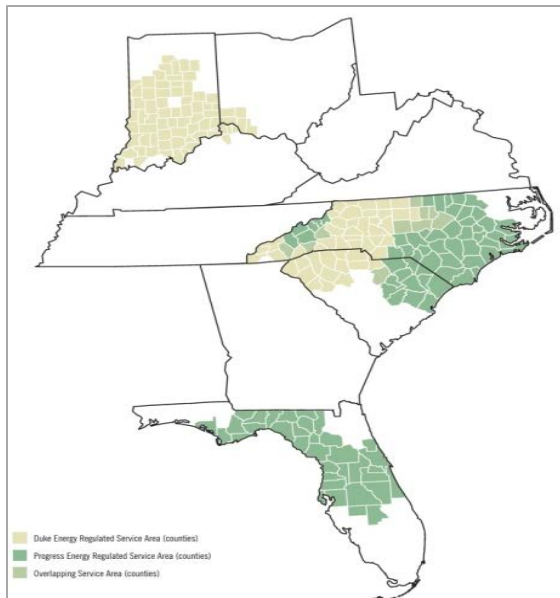 Duke Energy Regulated Service Area (counties)
Progress Energy Regulated Service Area (counties)
Overlapping Service Area (counties)